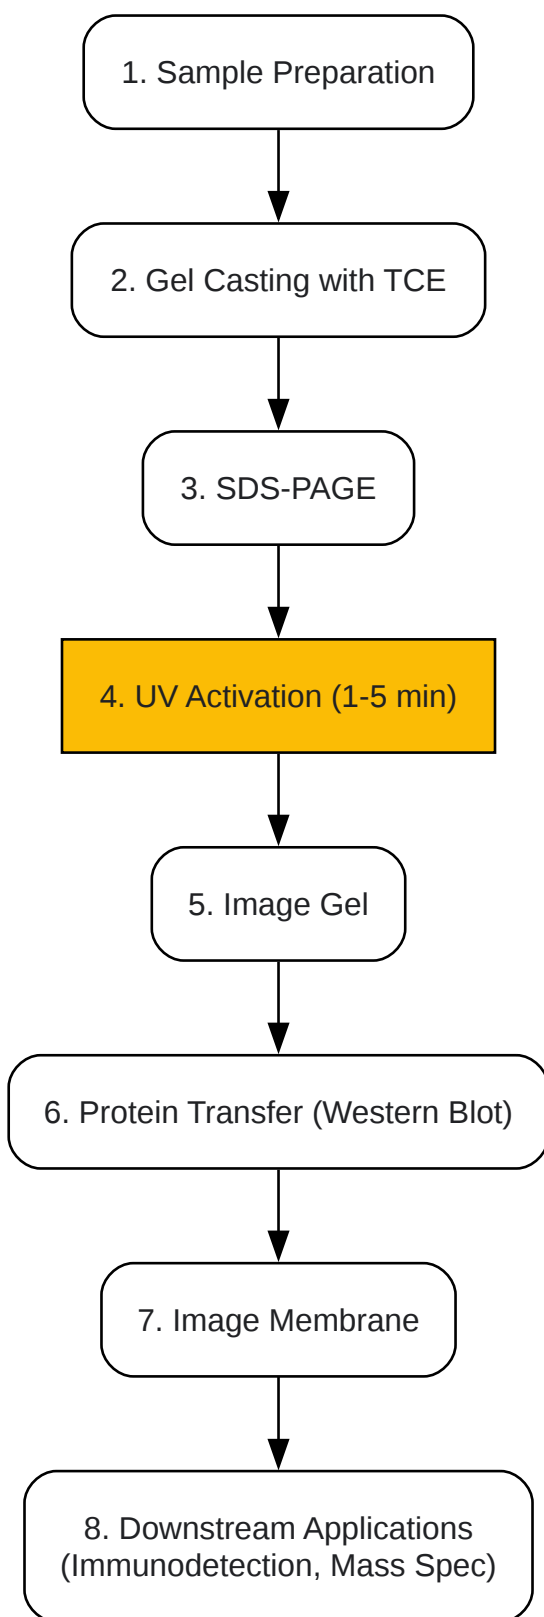 1. Sample Preparation
2. Gel Casting with TCE
3. SDS-PAGE
4. UV Activation (1-5 min)
5. Image Gel
6. Protein Transfer (Western Blot)
7. Image Membrane
8. Downstream Applications
(Immunodetection, Mass Spec)